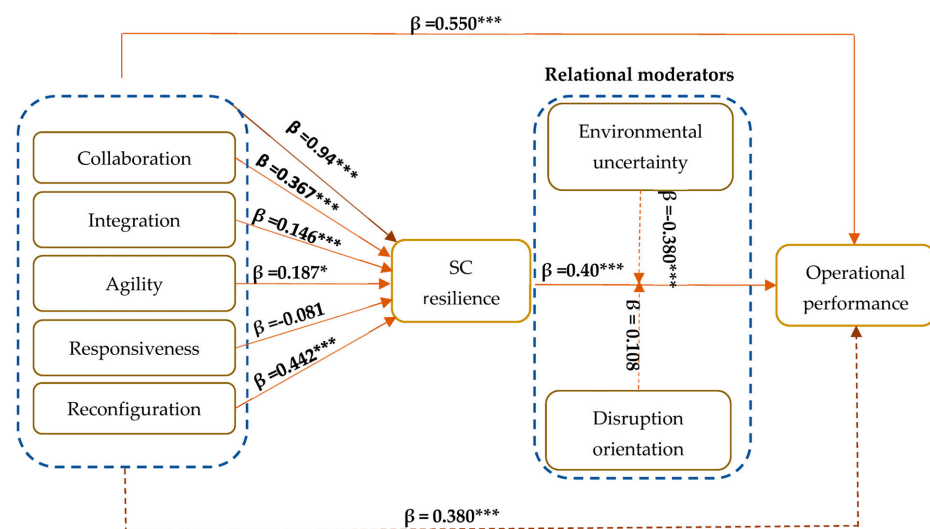 β =0.550***
Relational moderators
Environmental
uncertainty
β =0.94***
Collaboration
β =0.367***
Integration
β =0.146***
β =-0.380***
SC
resilience
β =0.40***
Operational
performance
Agility
β =0.187*
β = 0.108
Responsiveness
β =-0.081
Reconfiguration
β =0.442***
Disruption
orientation
β = 0.380***